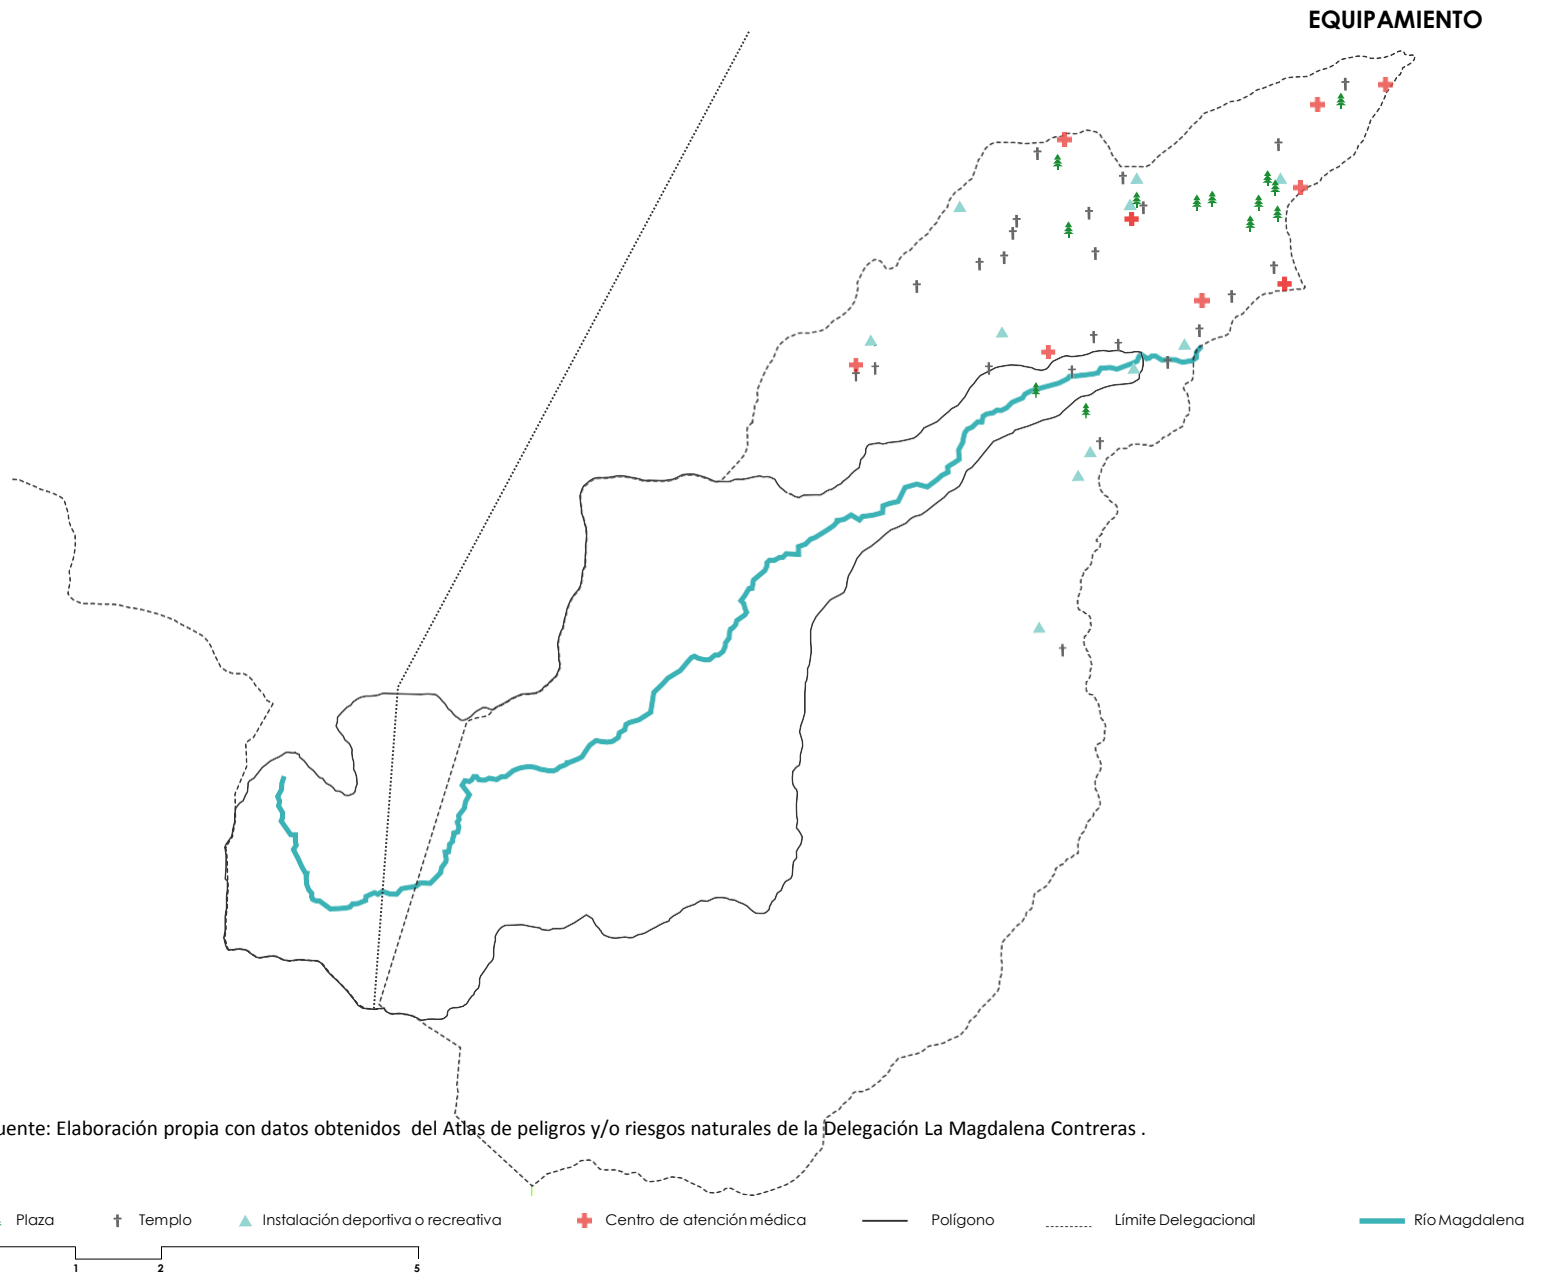 EQUIPAMIENTO
uente: Elaboración propia con datos obtenidos del Atlas de peligros y/o riesgos naturales de la Delegación La Magdalena Contreras .
Plaza Templo Instalación deportiva o recreativa Centro de atención médica Polígono Límite Delegacional Río Magdalena
1 2 5